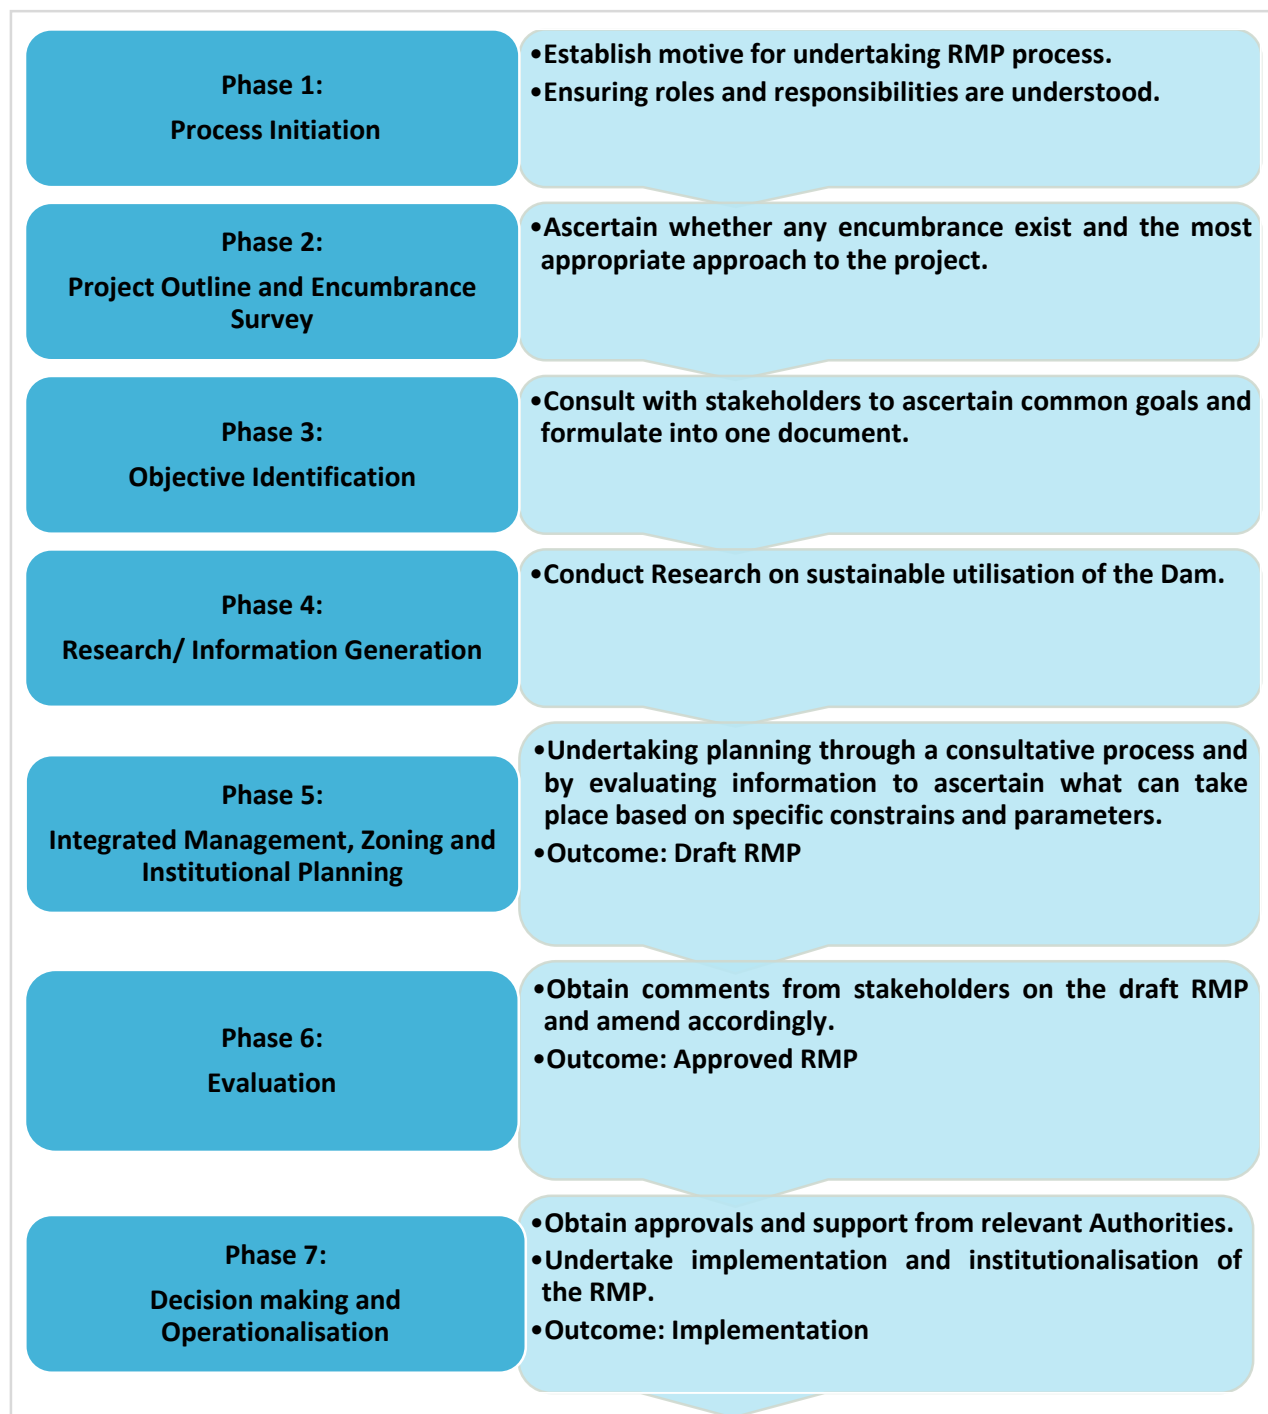 Phase 1:
Process Initiation
•Establish motive for undertaking RMP process.
•Ensuring roles and responsibilities are understood.
Phase 2:
Project Outline and Encumbrance
Survey
•Ascertain whether any encumbrance exist and the most
appropriate approach to the project.
Phase 3:
Objective Identification
•Consult with stakeholders to ascertain common goals and
formulate into one document.
Phase 4:
Research/ Information Generation
•Conduct Research on sustainable utilisation of the Dam.
Phase 5:
Integrated Management, Zoning and
Institutional Planning
•Undertaking planning through a consultative process and
by evaluating information to ascertain what can take
place based on specific constrains and parameters.
•Outcome: Draft RMP
Phase 6:
Evaluation
•Obtain comments from stakeholders on the draft RMP
and amend accordingly.
•Outcome: Approved RMP
Phase 7:
Decision making and
Operationalisation
•Obtain approvals and support from relevant Authorities.
•Undertake implementation and institutionalisation of
the RMP.
•Outcome: Implementation